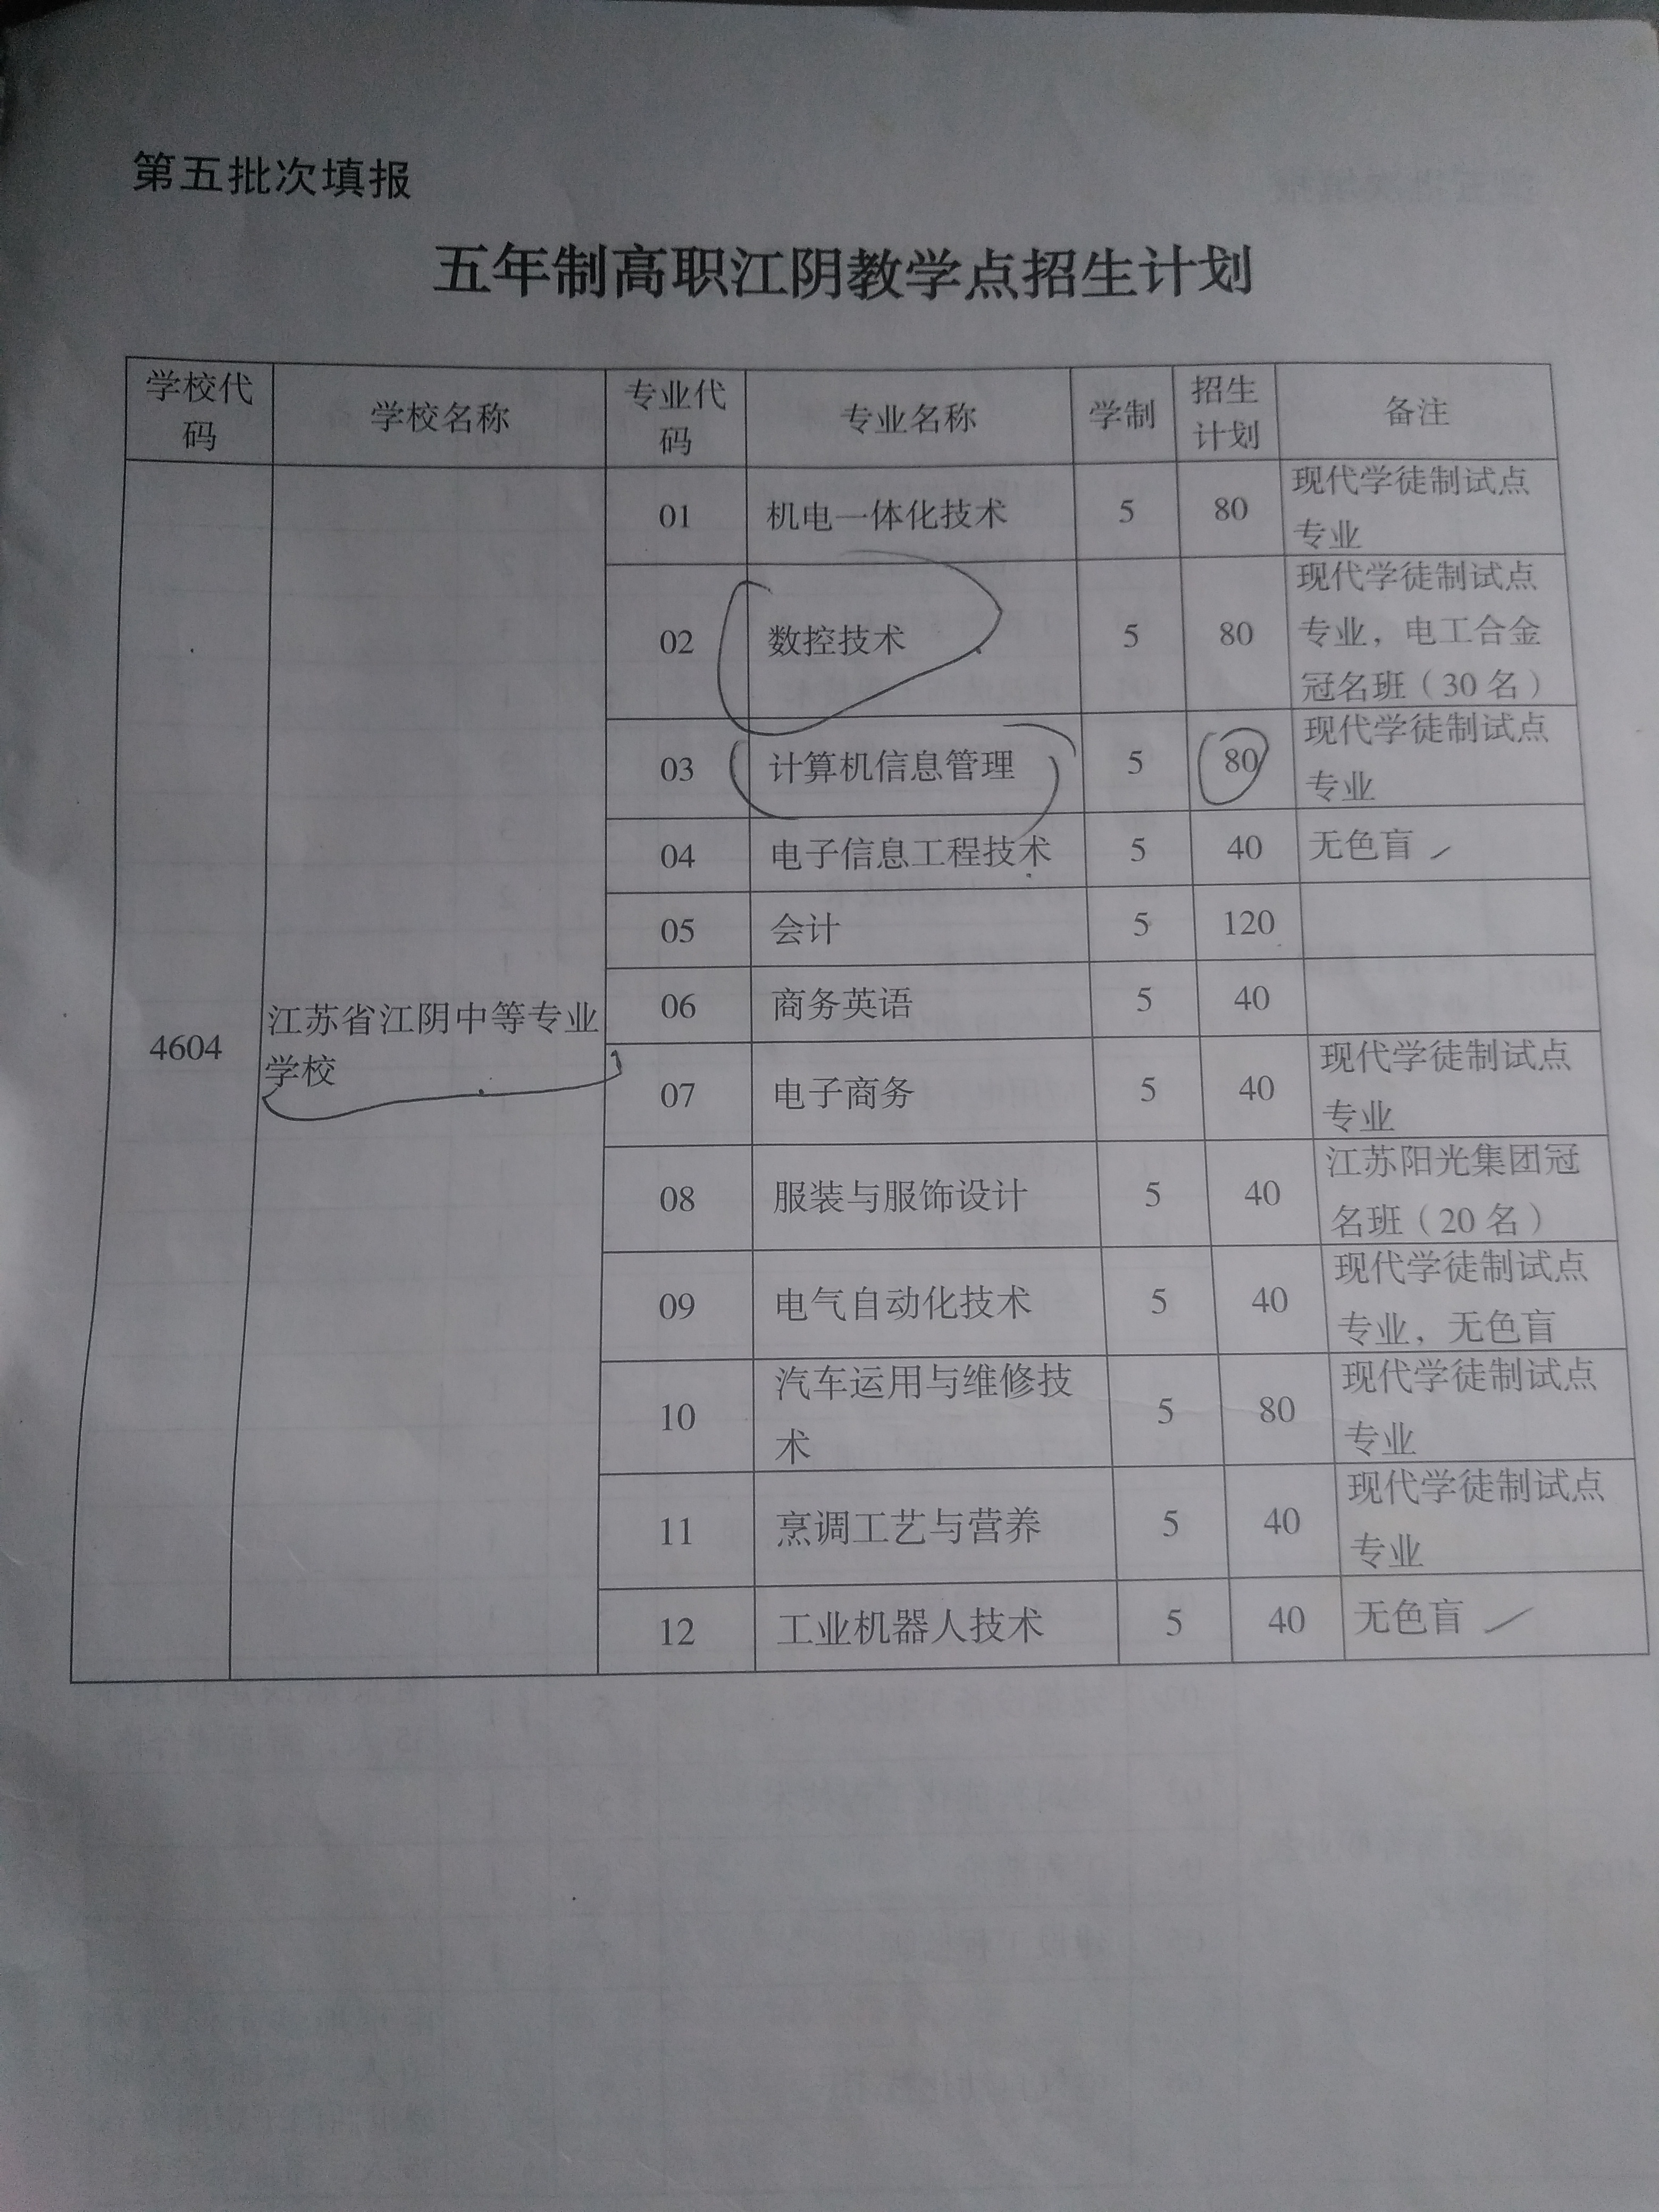 第五批次填报
五年制高职江阴教学点招生计划
学校代码 学校名称 专业代码 专业名称 学制 招生计划 备注
4604 江苏省江阴中等专业学校
01 机电一体化技术 5 80 现代学徒制试点专业
02 数控技术 5 80 现代学徒制试点专业，电工合金冠名班（30名）
03 计算机信息管理 5 80 现代学徒制试点专业
04 电子信息工程技术 5 40 无色盲
05 会计 5 120
06 商务英语 5 40
07 电子商务 5 40 现代学徒制试点专业
08 服装与服饰设计 5 40 江苏阳光集团冠名班（20名）
09 电气自动化技术 5 40 现代学徒制试点专业，无色盲
10 汽车运用与维修技术 5 80 现代学徒制试点专业
11 烹调工艺与营养 5 40 现代学徒制试点专业
12 工业机器人技术 5 40 无色盲